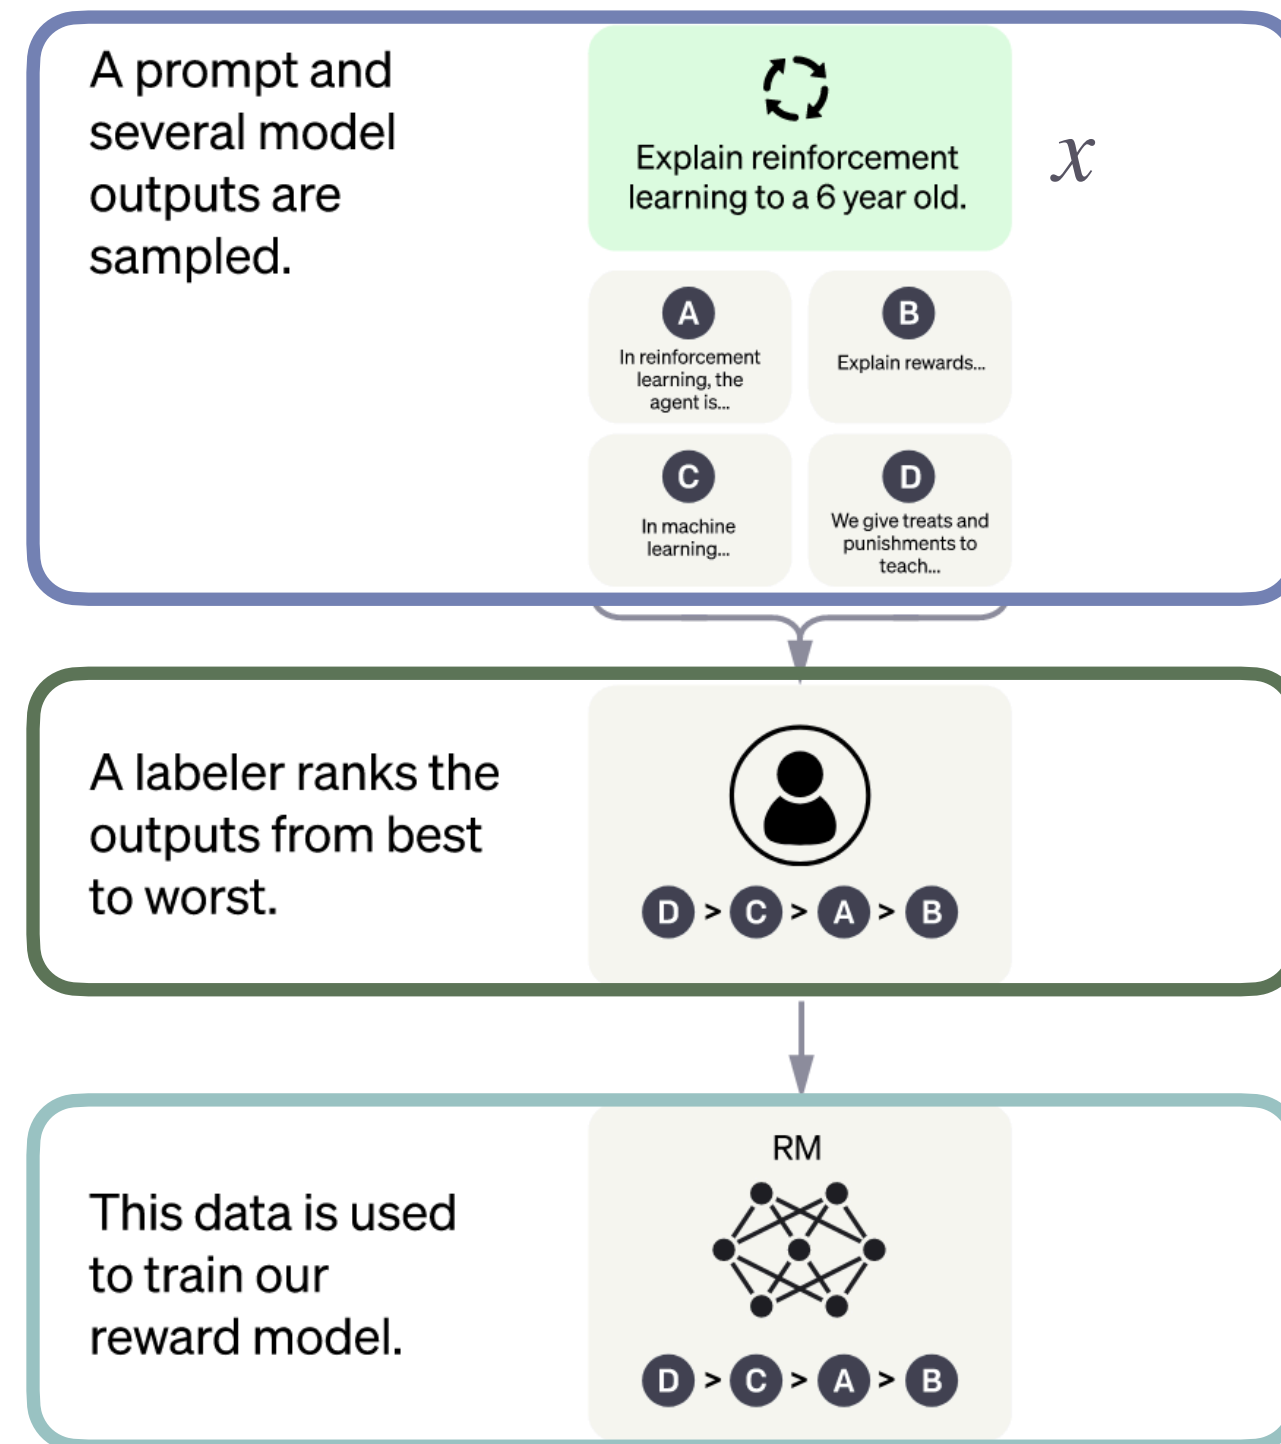 A prompt and
several model
outputs are
sampled.
Explain reinforcement
learning to a 6 year old.
x
A
In reinforcement
learning, the
agent is...
B
Explain rewards...
C
In machine
learning...
D
We give treats and
punishments to
teach...
A labeler ranks the
outputs from best
to worst.
D > C > A > B
This data is used
to train our
reward model.
RM
D > C > A > B